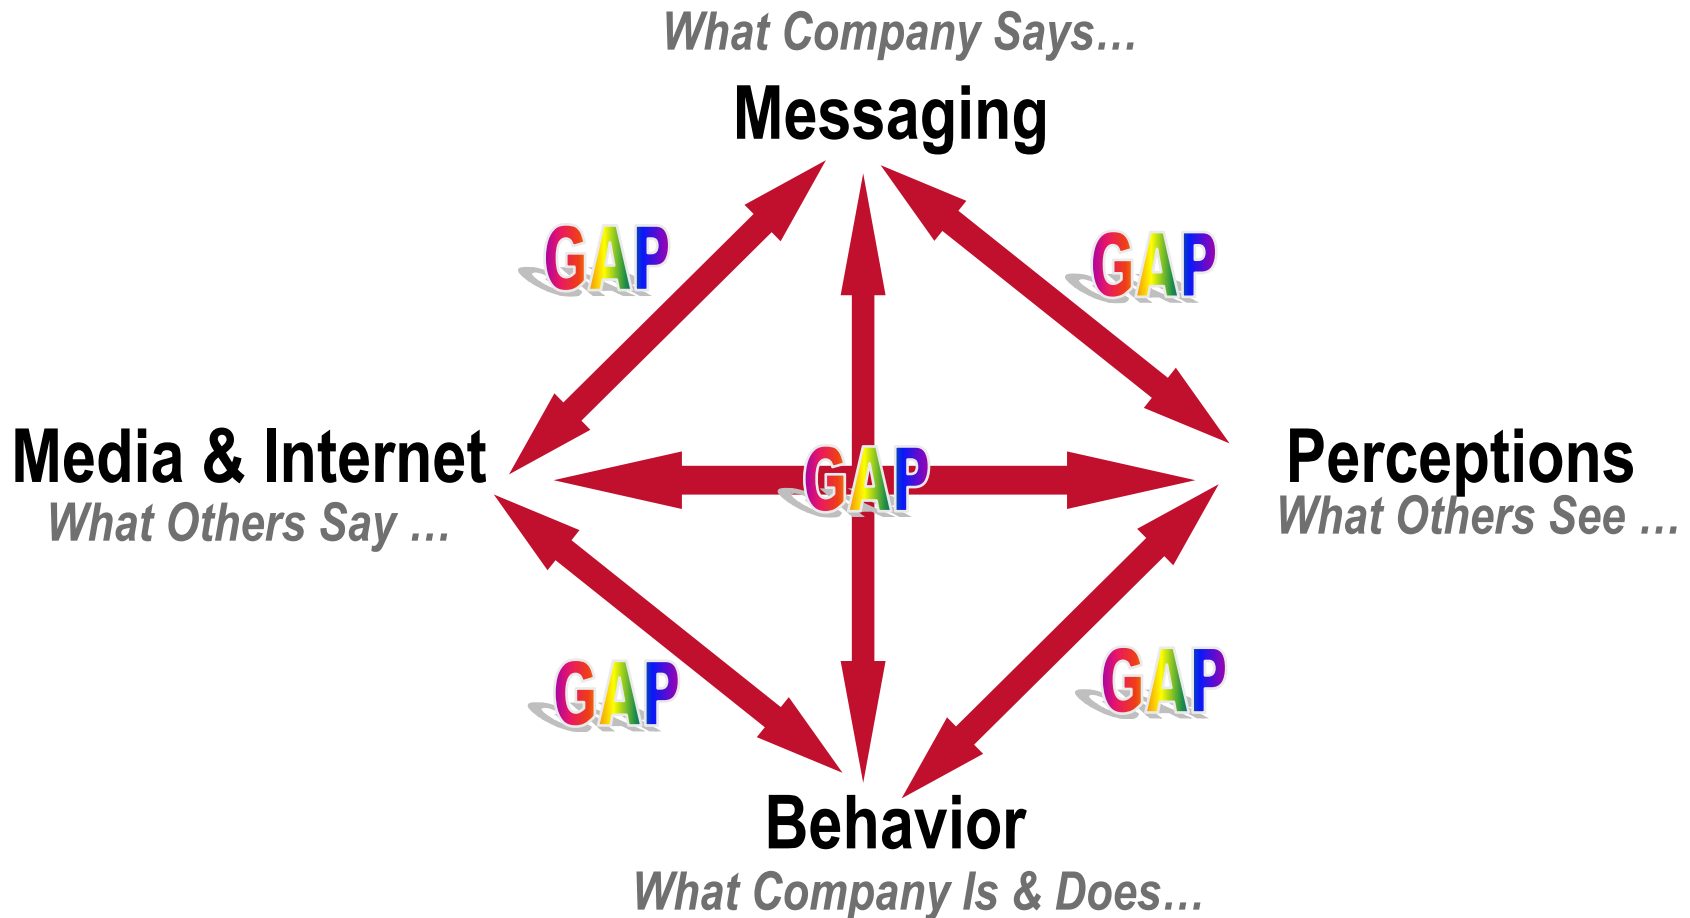 What Company Says…
Messaging
GAP
GAP
Media & Internet
What Others Say …
GAP
Perceptions
What Others See …
GAP
GAP
Behavior
What Company Is & Does…